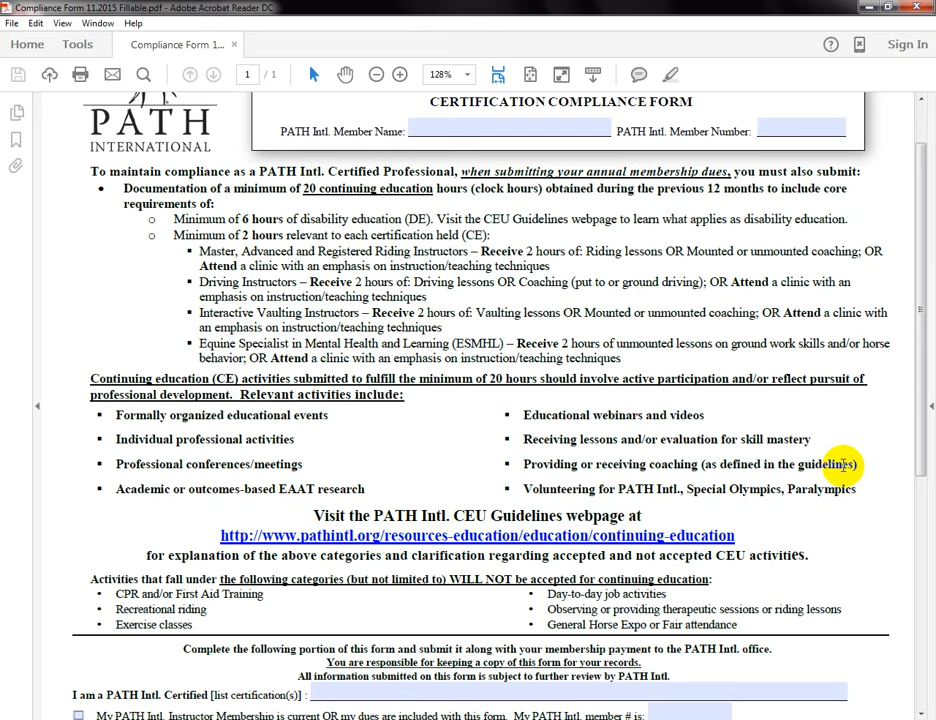 Compliance Form 11.2015 Fillable.pdf - Adobe Acrobat Reader DC
File Edit View Window Help
Home Tools Compliance Form 1... × Sign In
1 / 1 128%
PATH
INTERNATIONAL
CERTIFICATION COMPLIANCE FORM
PATH Intl. Member Name: PATH Intl. Member Number:
To maintain compliance as a PATH Intl. Certified Professional, when submitting your annual membership dues, you must also submit:
• Documentation of a minimum of 20 continuing education hours (clock hours) obtained during the previous 12 months to include core
requirements of:
o Minimum of 6 hours of disability education (DE). Visit the CEU Guidelines webpage to learn what applies as disability education.
o Minimum of 2 hours relevant to each certification held (CE):
▪ Master, Advanced and Registered Riding Instructors – Receive 2 hours of: Riding lessons OR Mounted or unmounted coaching; OR
Attend a clinic with an emphasis on instruction/teaching techniques
▪ Driving Instructors – Receive 2 hours of: Driving lessons OR Coaching (put to or ground driving); OR Attend a clinic with an
emphasis on instruction/teaching techniques
▪ Interactive Vaulting Instructors – Receive 2 hours of: Vaulting lessons OR Mounted or unmounted coaching; OR Attend a clinic with
an emphasis on instruction/teaching techniques
▪ Equine Specialist in Mental Health and Learning (ESMHL) – Receive 2 hours of unmounted lessons on ground work skills and/or horse
behavior; OR Attend a clinic with an emphasis on instruction/teaching techniques
Continuing education (CE) activities submitted to fulfill the minimum of 20 hours should involve active participation and/or reflect pursuit of
professional development. Relevant activities include:
▪ Formally organized educational events
▪ Individual professional activities
▪ Professional conferences/meetings
▪ Academic or outcomes-based EAAT research
▪ Educational webinars and videos
▪ Receiving lessons and/or evaluation for skill mastery
▪ Providing or receiving coaching (as defined in the guidelines)
▪ Volunteering for PATH Intl., Special Olympics, Paralympics
Visit the PATH Intl. CEU Guidelines webpage at
http://www.pathintl.org/resources-education/education/continuing-education
for explanation of the above categories and clarification regarding accepted and not accepted CEU activities.
Activities that fall under the following categories (but not limited to) WILL NOT be accepted for continuing education:
• CPR and/or First Aid Training
• Recreational riding
• Exercise classes
• Day-to-day job activities
• Observing or providing therapeutic sessions or riding lessons
• General Horse Expo or Fair attendance
Complete the following portion of this form and submit it along with your membership payment to the PATH Intl. office.
You are responsible for keeping a copy of this form for your records.
All information submitted on this form is subject to further review by PATH Intl.
I am a PATH Intl. Certified [list certification(s)] :
My PATH Intl. Instructor Membership is current OR my dues are included with this form. My PATH Intl. member # is: